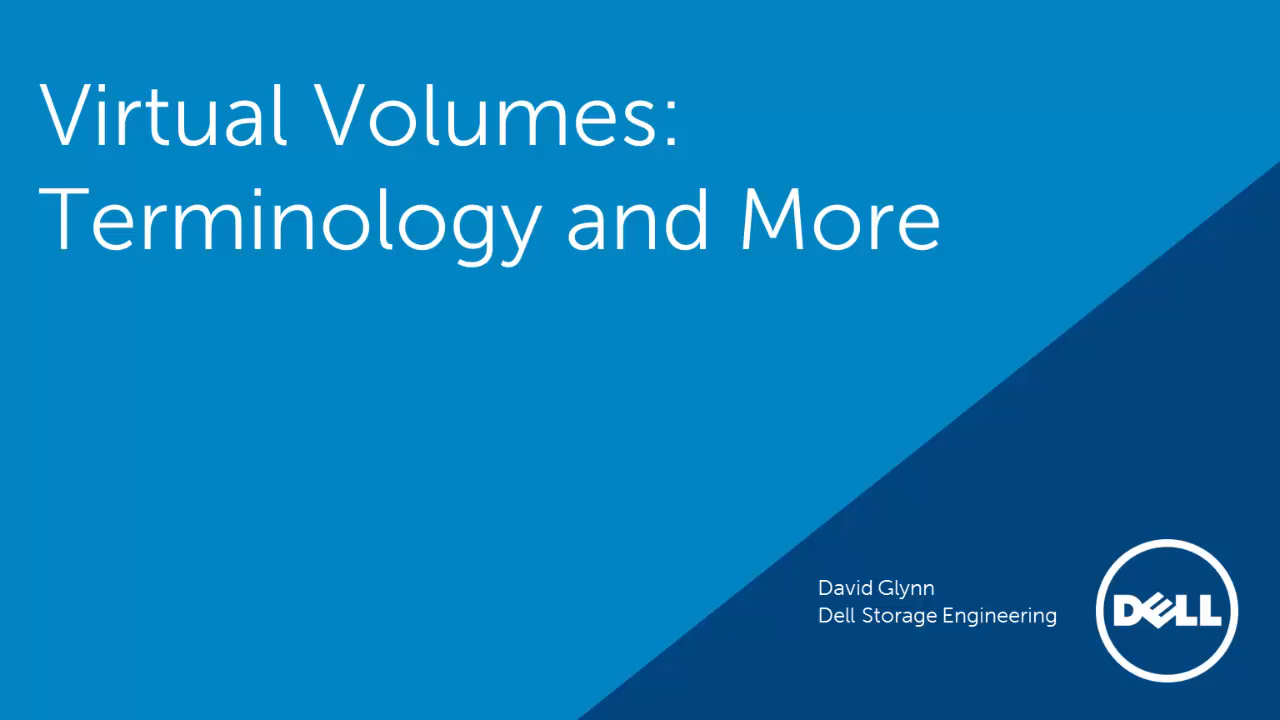 Virtual Volumes:
Terminology and More
David Glynn
Dell Storage Engineering
DELL